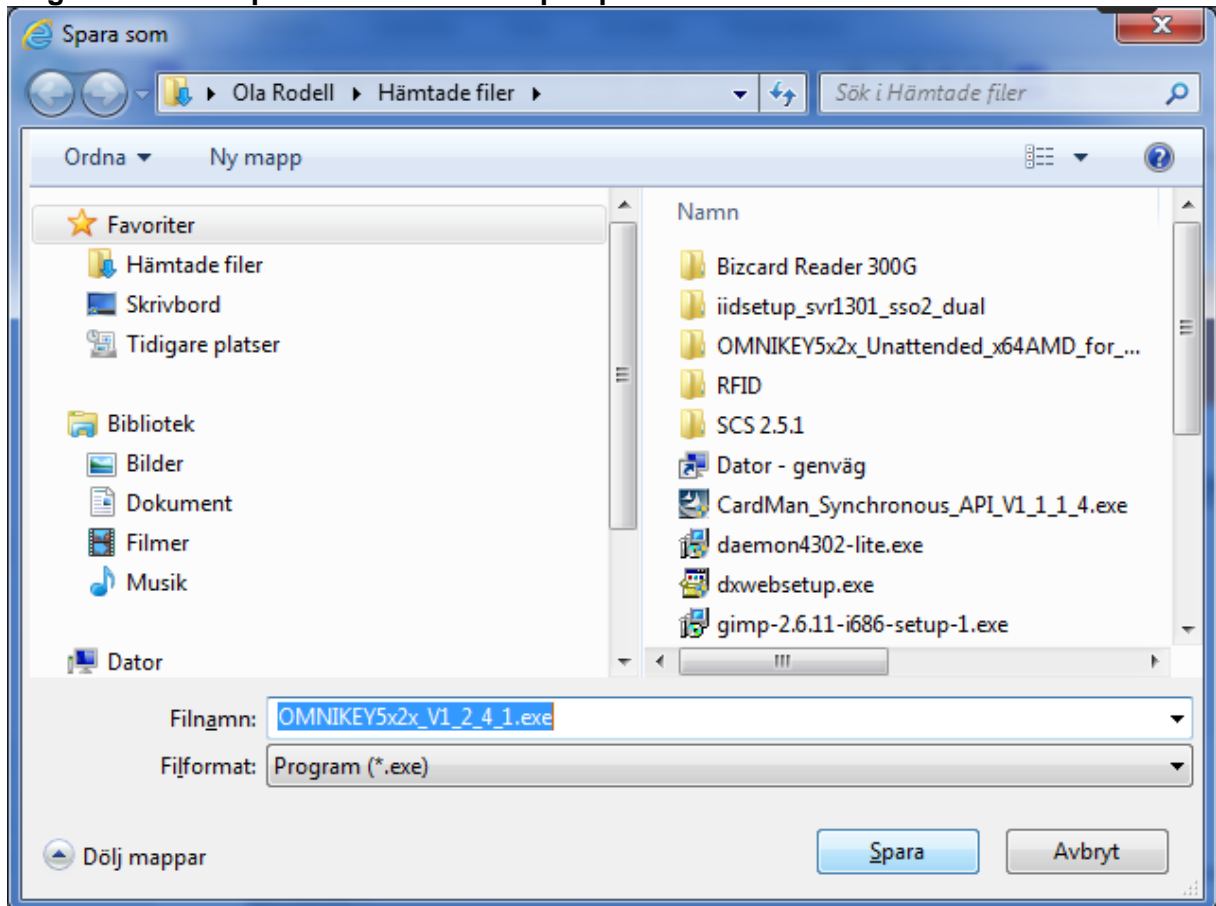 Spara som
Ola Rodell Hämtade filer
Sök i Hämtade filer
Ordna Ny mapp
Favoriter
Hämtade filer
Skrivbord
Tidigare platser
Bibliotek
Bilder
Dokument
Filmer
Musik
Dator
Namn
Bizcard Reader 300G
iidsetup_svr1301_sso2_dual
OMNIKEY5x2x_Unattended_x64AMD_for_...
RFID
SCS 2.5.1
Dator - genväg
CardMan_Synchronous_API_V1_1_1_4.exe
daemon4302-lite.exe
dxwebsetup.exe
gimp-2.6.11-i686-setup-1.exe
Filnamn: OMNIKEY5x2x_V1_2_4_1.exe
Filformat: Program (*.exe)
Dölj mappar
Spara Avbryt